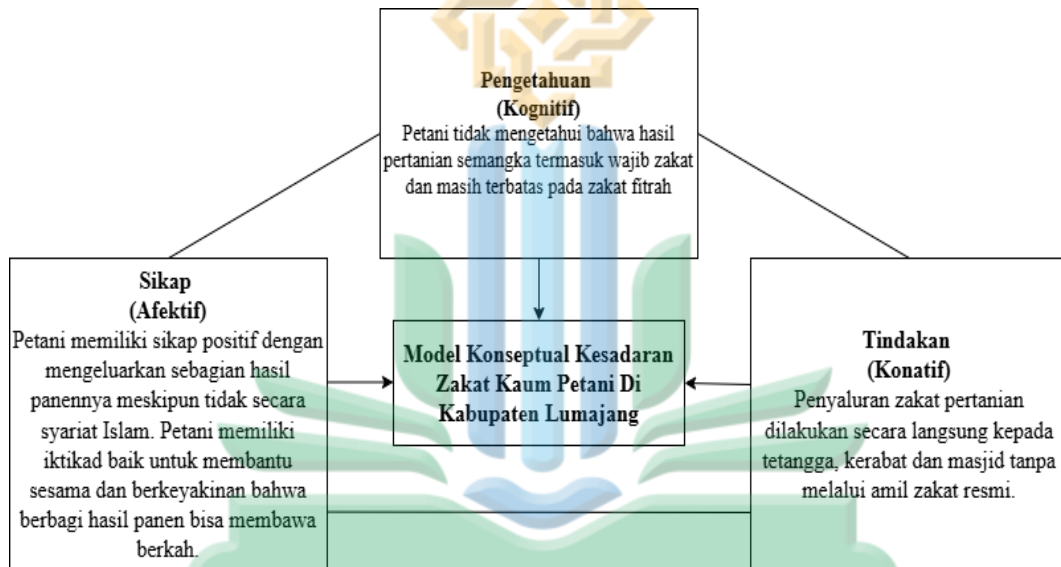 Pengetahuan
(Kognitif)
Petani tidak mengetahui bahwa hasil
pertanian semangka termasuk wajib zakat
dan masih terbatas pada zakat fitrah
Sikap
(Afektif)
Petani memiliki sikap positif dengan
mengeluarkan sebagian hasil
panennya meskipun tidak secara
syariat Islam. Petani memiliki
iktikad baik untuk membantu
sesama dan berkeyakinan bahwa
berbagi hasil panen bisa membawa
berkah.
Model Konseptual Kesadaran
Zakat Kaum Petani Di
Kabupaten Lumajang
Tindakan
(Konatif)
Penyaluran zakat pertanian
dilakukan secara langsung kepada
tetangga, kerabat dan masjid tanpa
melalui amil zakat resmi.